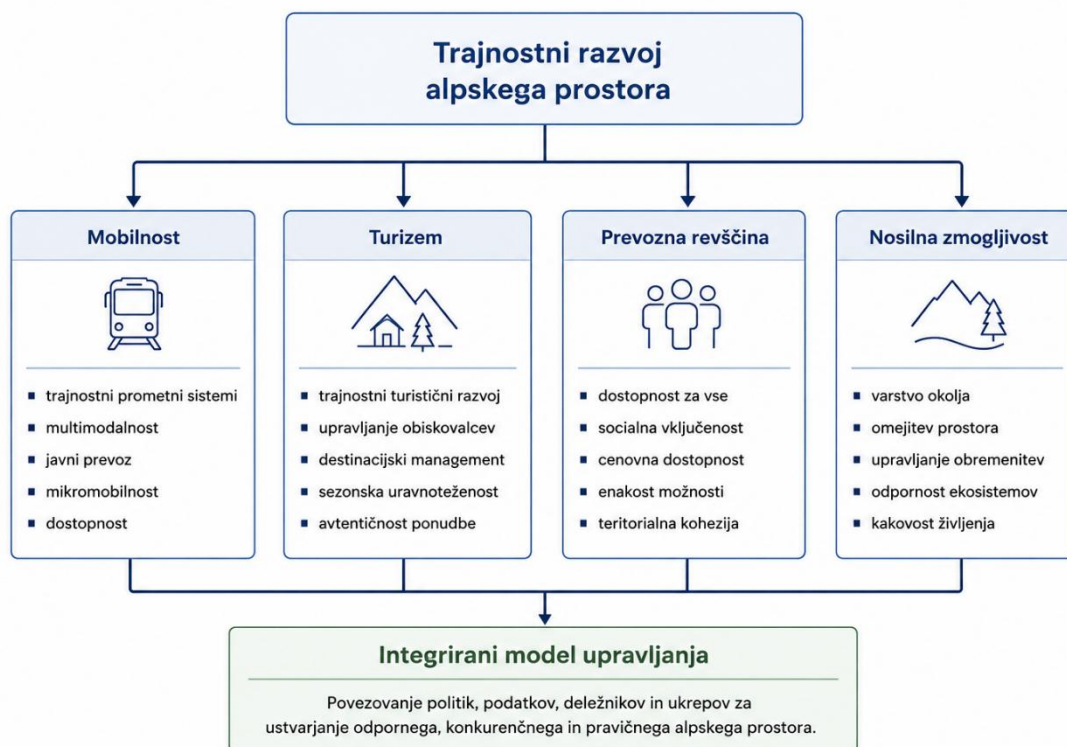 Trajnostni razvoj
alpskega prostora
Mobilnost
trajnostni prometni sistemi
multimodalnost
javni prevoz
mikromobilnost
dostopnost
Turizem
trajnostni turistični razvoj
upravljanje obiskovalcev
destinacijski management
sezonska uravnoteženost
avtentičnost ponudbe
Prevozna revščina
dostopnost za vse
socialna vključenost
cenovna dostopnost
enakost možnosti
teritorialna kohezija
Nosilna zmogljivost
varstvo okolja
omejitev prostora
upravljanje obremenitev
odpornost ekosistemov
kakovost življenja
Integrirani model upravljanja
Povezovanje politik, podatkov, deležnikov in ukrepov za
ustvarjanje odpornega, konkurenčnega in pravičnega alpskega prostora.